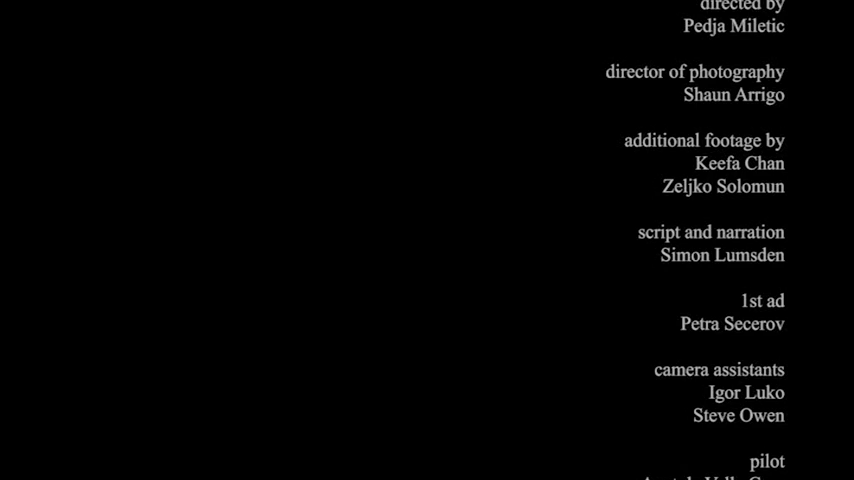 directed by
Pedja Miletic
director of photography
Shaun Arrigo
additional footage by
Keefa Chan
Zeljko Solomun
script and narration
Simon Lumsden
1st ad
Petra Secerov
camera assistants
Igor Luko
Steve Owen
pilot